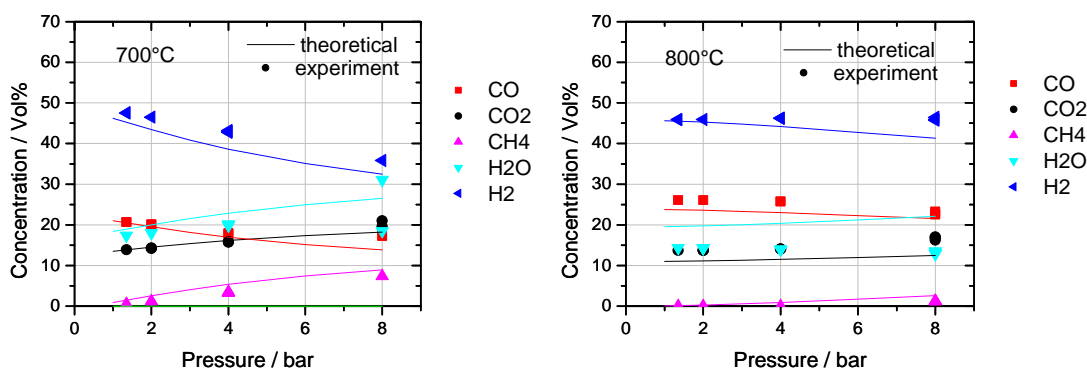 70
60
50
40
30
20
10
0
0
2
4
6
8
Concentration / Vol%
Pressure / bar
700°C
theoretical
experiment
CO
CO2
CH4
H2O
H2
70
60
50
40
30
20
10
0
0
2
4
6
8
Concentration / Vol%
Pressure / bar
800°C
theoretical
experiment
CO
CO2
CH4
H2O
H2